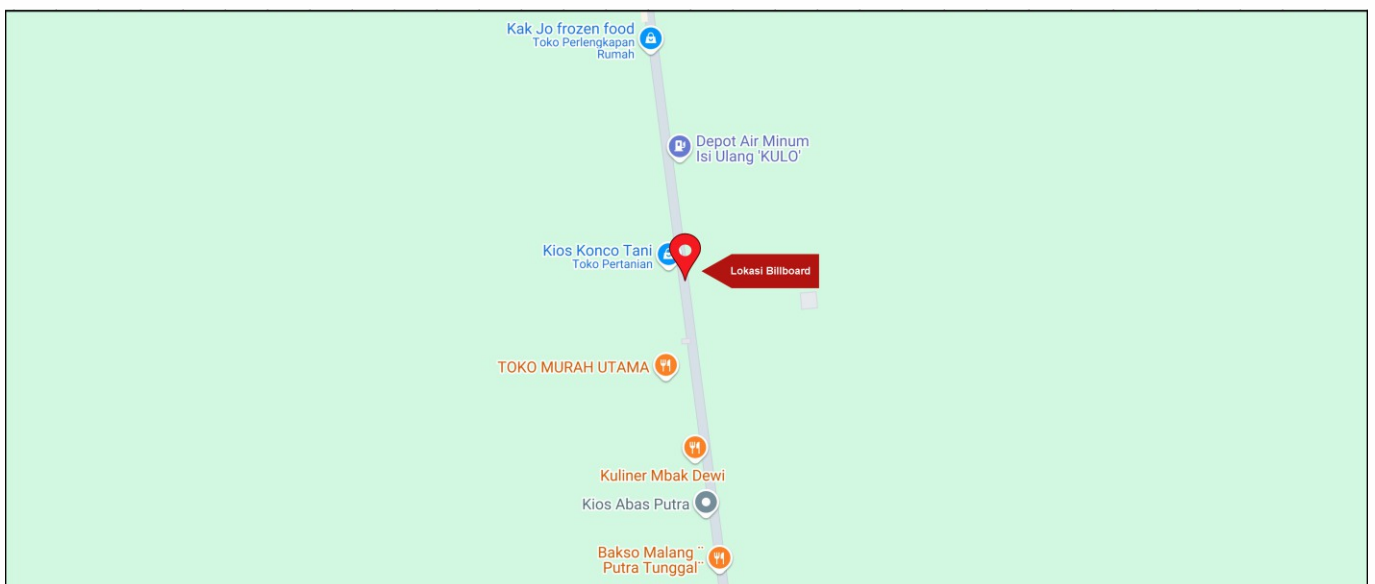 Kak Jo frozen food
Toko Perlengkapan
Rumah
Depot Air Minum
Isi Ulang 'KULO'
Kios Konco Tani
Toko Pertanian
Lokasi Billboard
TOKO MURAH UTAMA
Kuliner Mbak Dewi
Kios Abas Putra
Bakso Malang ¨
Putra Tunggal¨